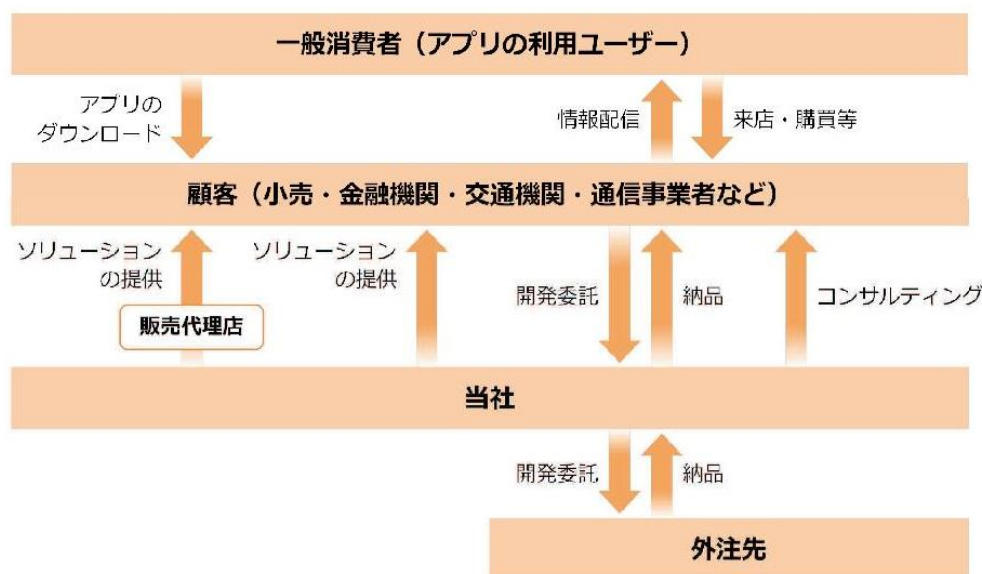 一般消費者（アプリの利用ユーザー）
アプリの
ダウンロード
情報配信
来店・購買等
顧客（小売・金融機関・交通機関・通信事業者など）
ソリューション
の提供
ソリューション
の提供
開発委託
納品
コンサルティング
販売代理店
当社
開発委託
納品
外注先